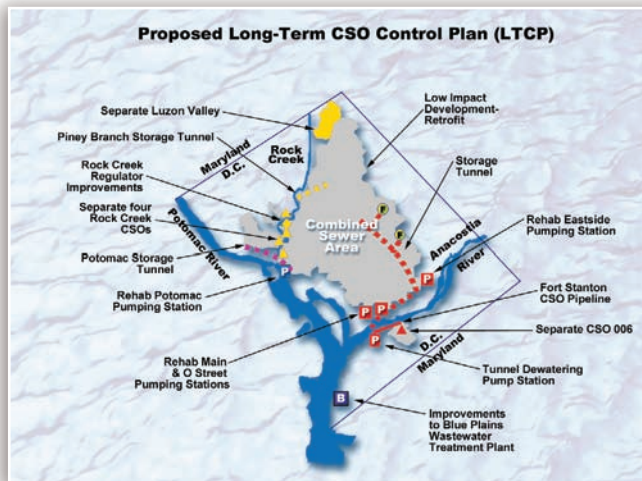 Proposed Long-Term CSO Control Plan (LTCP)
Separate Luzon Valley
Piney Branch Storage Tunnel
Rock Creek
Regulator
Improvements
Separate four
Rock Creek
CSOs
Potomac Storage
Tunnel
Rehab Potomac
Pumping Station
Rehab Main
& O Street
Pumping Stations
Maryland
D.C.
Rock
Creek
Potomac River
Combined
Sewer
Area
P
P
P
P
P
B
F
F
Low Impact
Development-
Retrofit
Storage
Tunnel
Anacostia
River
Rehab Eastside
Pumping Station
Fort Stanton
CSO Pipeline
Separate CSO 006
D.C.
Maryland
Tunnel Dewatering
Pump Station
Improvements
to Blue Plains
Wastewater
Treatment Plant